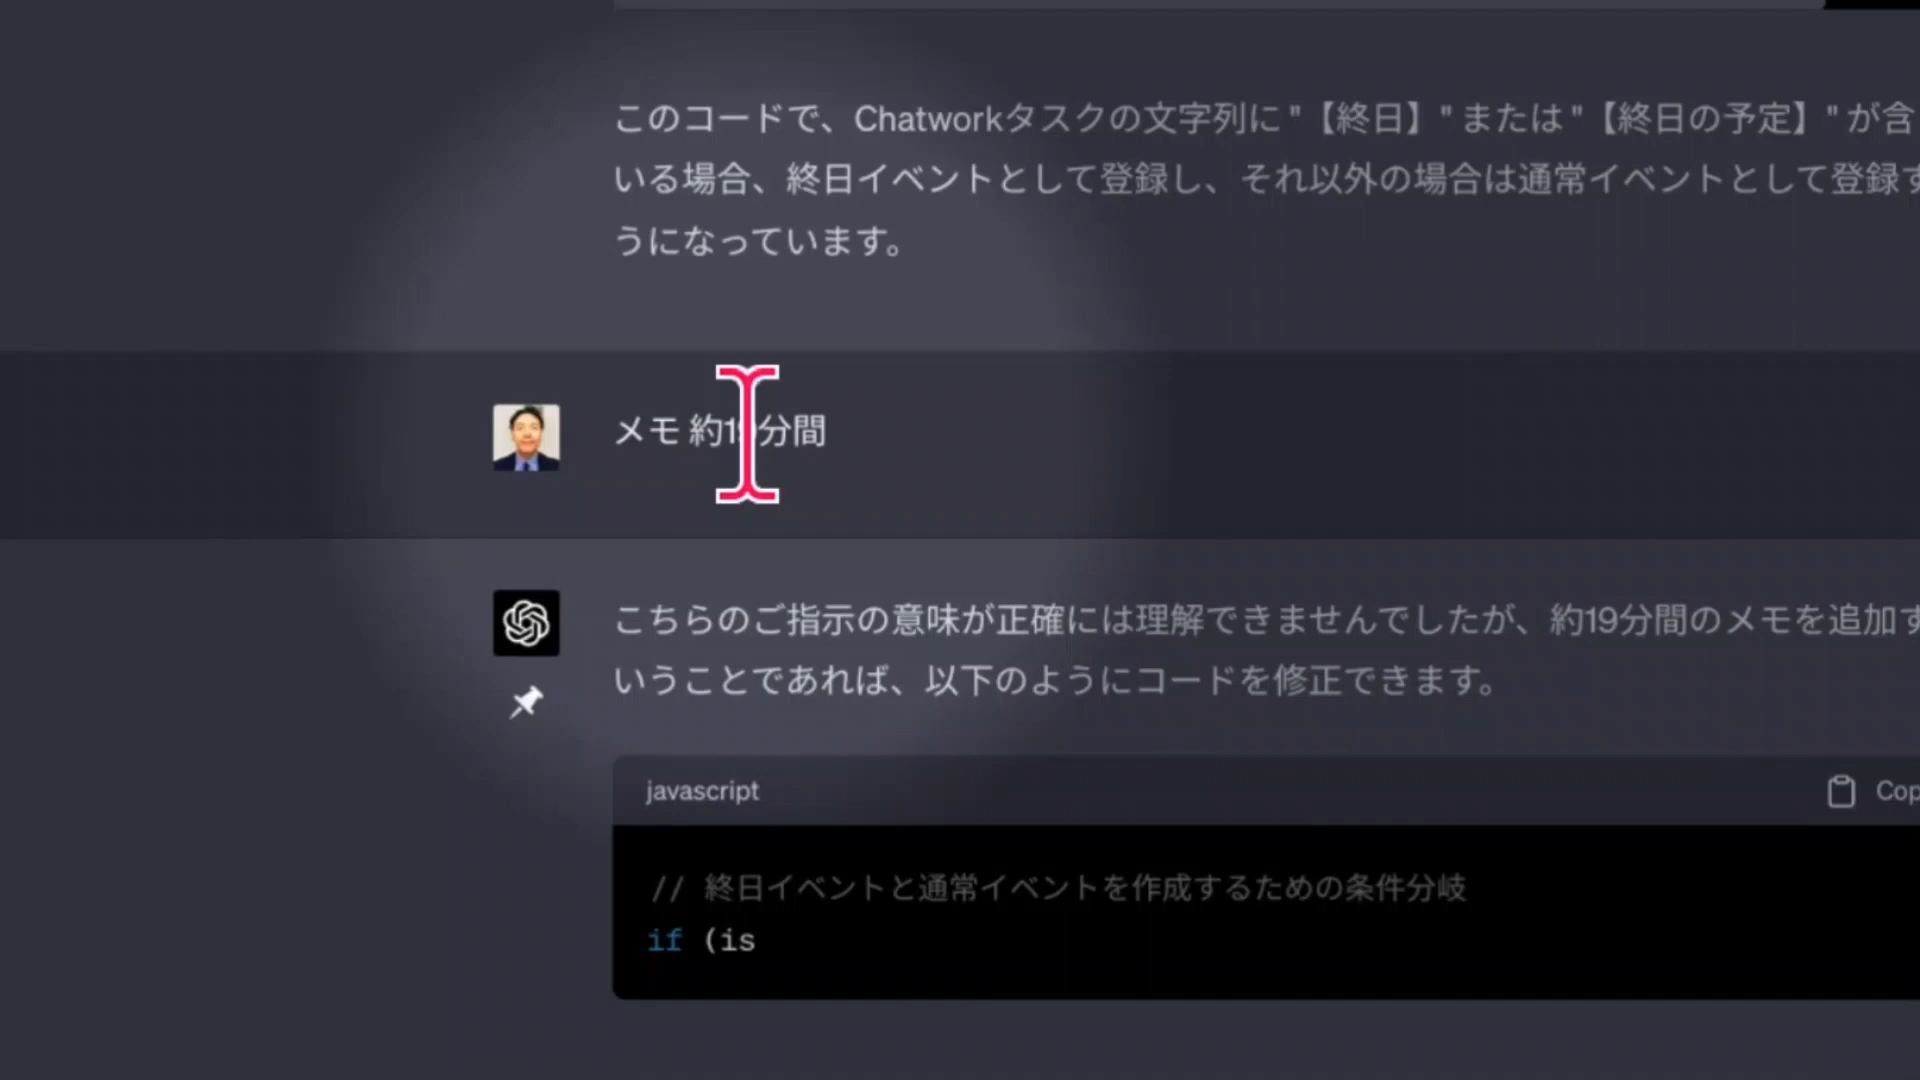 このコードで、Chatworkタスクの文字列に "【終日】" または "【終日の予定】" が含
いる場合、終日イベントとして登録し、それ以外の場合は通常イベントとして登録す
うになっています。
メモ 約19分間
こちらのご指示の意味が正確には理解できませんでしたが、約19分間のメモを追加す
いうことであれば、以下のようにコードを修正できます。
javascript
Cop
// 終日イベントと通常イベントを作成するための条件分岐
if (is